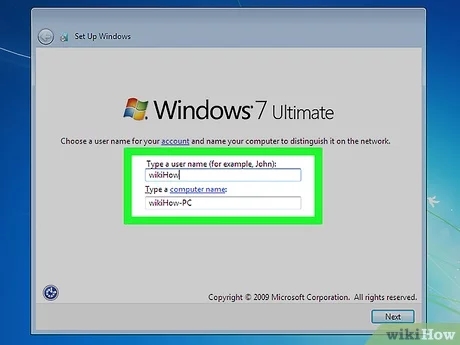 Set Up Windows
Windows 7 Ultimate
Choose a user name for your account and name your computer to distinguish it on the network.
Type a user name (for example, John):
wikiHow
Type a computer name:
wikiHow-PC
Copyright © 2009 Microsoft Corporation. All rights reserved.
Next
wikiHow